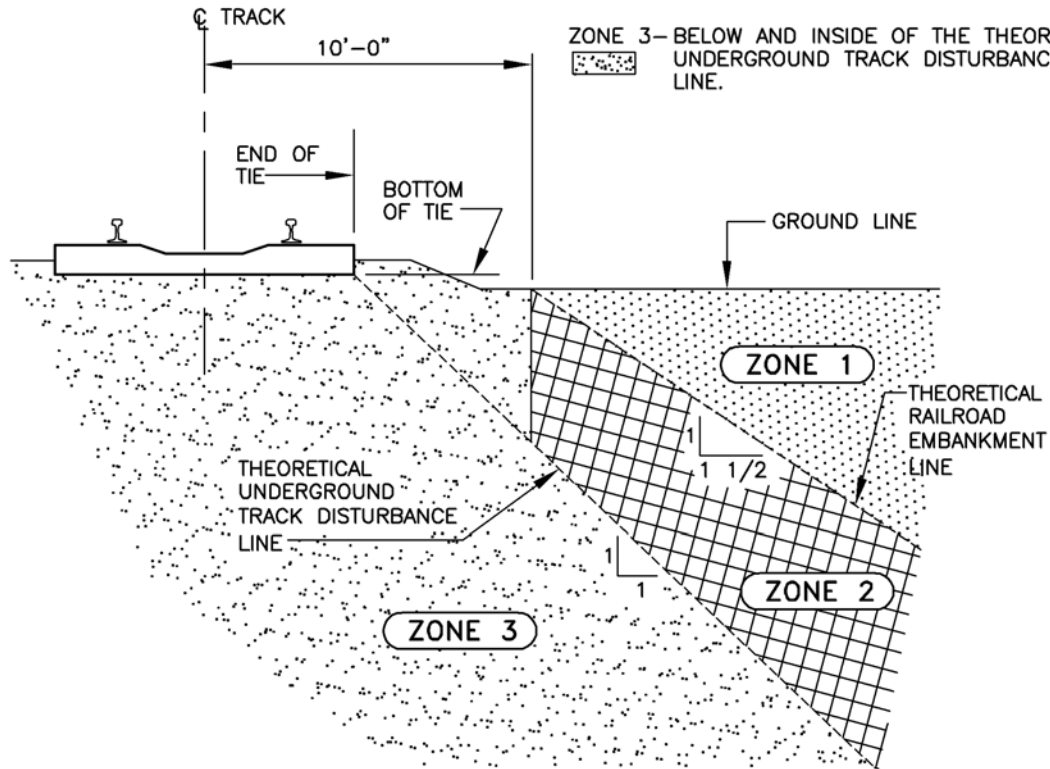 ℄ TRACK
10'-0"
ZONE 3- BELOW AND INSIDE OF THE THEOR
UNDERGROUND TRACK DISTURBANC
LINE.
END OF
TIE
BOTTOM
OF TIE
GROUND LINE
ZONE 1
THEORETICAL
RAILROAD
EMBANKMENT
LINE
1
1 1/2
THEORETICAL
UNDERGROUND
TRACK DISTURBANCE
LINE
1
1
ZONE 2
ZONE 3